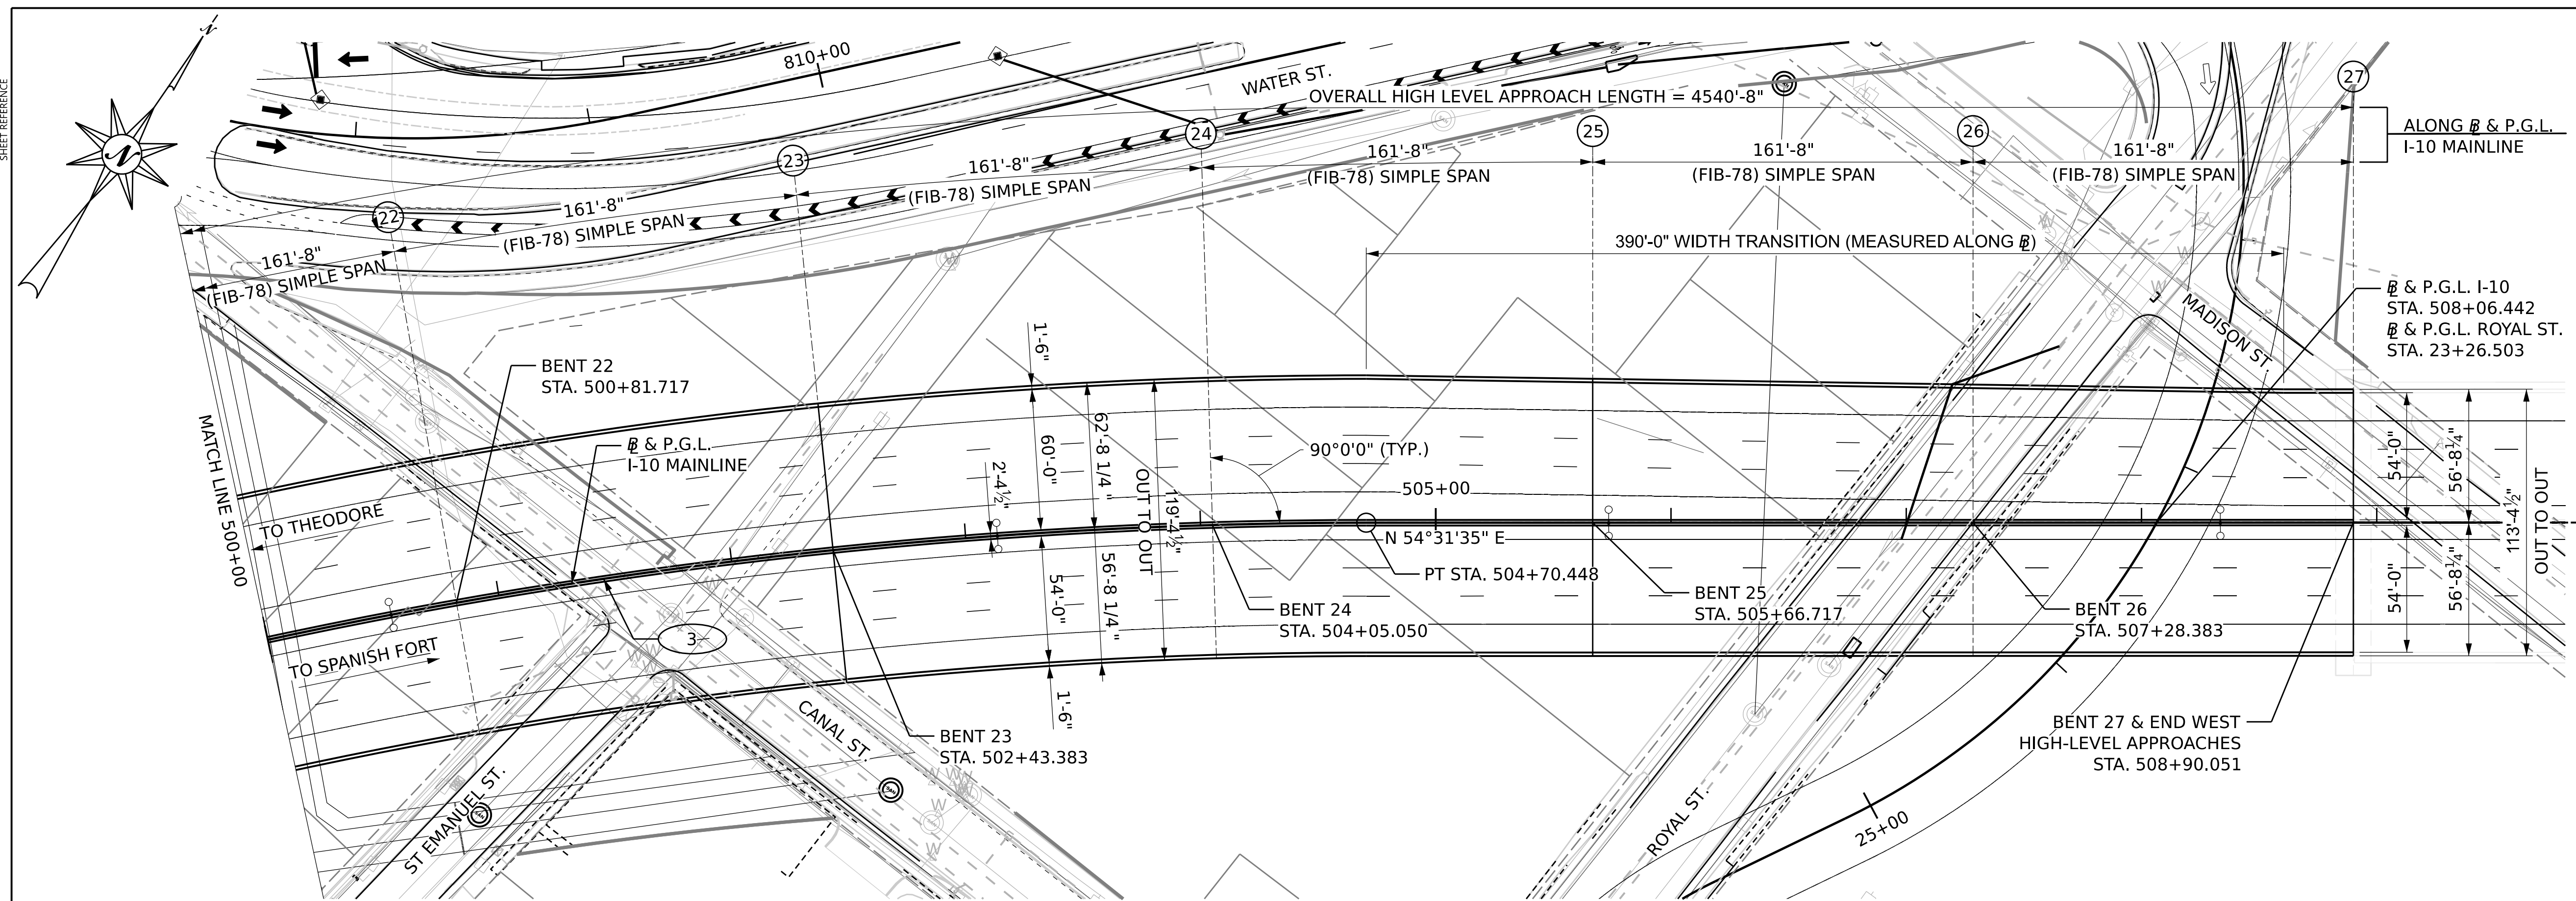 SHEET REFERENCE
N
N
810+00
WATER ST.
OVERALL HIGH LEVEL APPROACH LENGTH = 4540'-8"
22
23
24
25
26
27
161'-8"
(FIB-78) SIMPLE SPAN
161'-8"
(FIB-78) SIMPLE SPAN
161'-8"
(FIB-78) SIMPLE SPAN
161'-8"
(FIB-78) SIMPLE SPAN
161'-8"
(FIB-78) SIMPLE SPAN
161'-8"
(FIB-78) SIMPLE SPAN
ALONG BL & P.G.L.
I-10 MAINLINE
390'-0" WIDTH TRANSITION (MEASURED ALONG BL)
BL & P.G.L. I-10
STA. 508+06.442
BL & P.G.L. ROYAL ST.
STA. 23+26.503
MADISON ST.
BENT 22
STA. 500+81.717
BL & P.G.L.
I-10 MAINLINE
MATCH LINE 500+00
TO THEODORE
TO SPANISH FORT
1'-6"
60'-0"
62'-8 1/4 "
2'-4½"
OUT TO OUT
119'-4½"
54'-0"
56'-8 1/4 "
1'-6"
90°0'0" (TYP.)
505+00
N 54°31'35" E
PT STA. 504+70.448
BENT 24
STA. 504+05.050
BENT 25
STA. 505+66.717
BENT 26
STA. 507+28.383
54'-0"
56'-8¼"
54'-0"
56'-8¼"
113'-4½"
OUT TO OUT
3
CANAL ST.
BENT 23
STA. 502+43.383
ST EMANUEL ST.
ROYAL ST.
25+00
BENT 27 & END WEST
HIGH-LEVEL APPROACHES
STA. 508+90.051